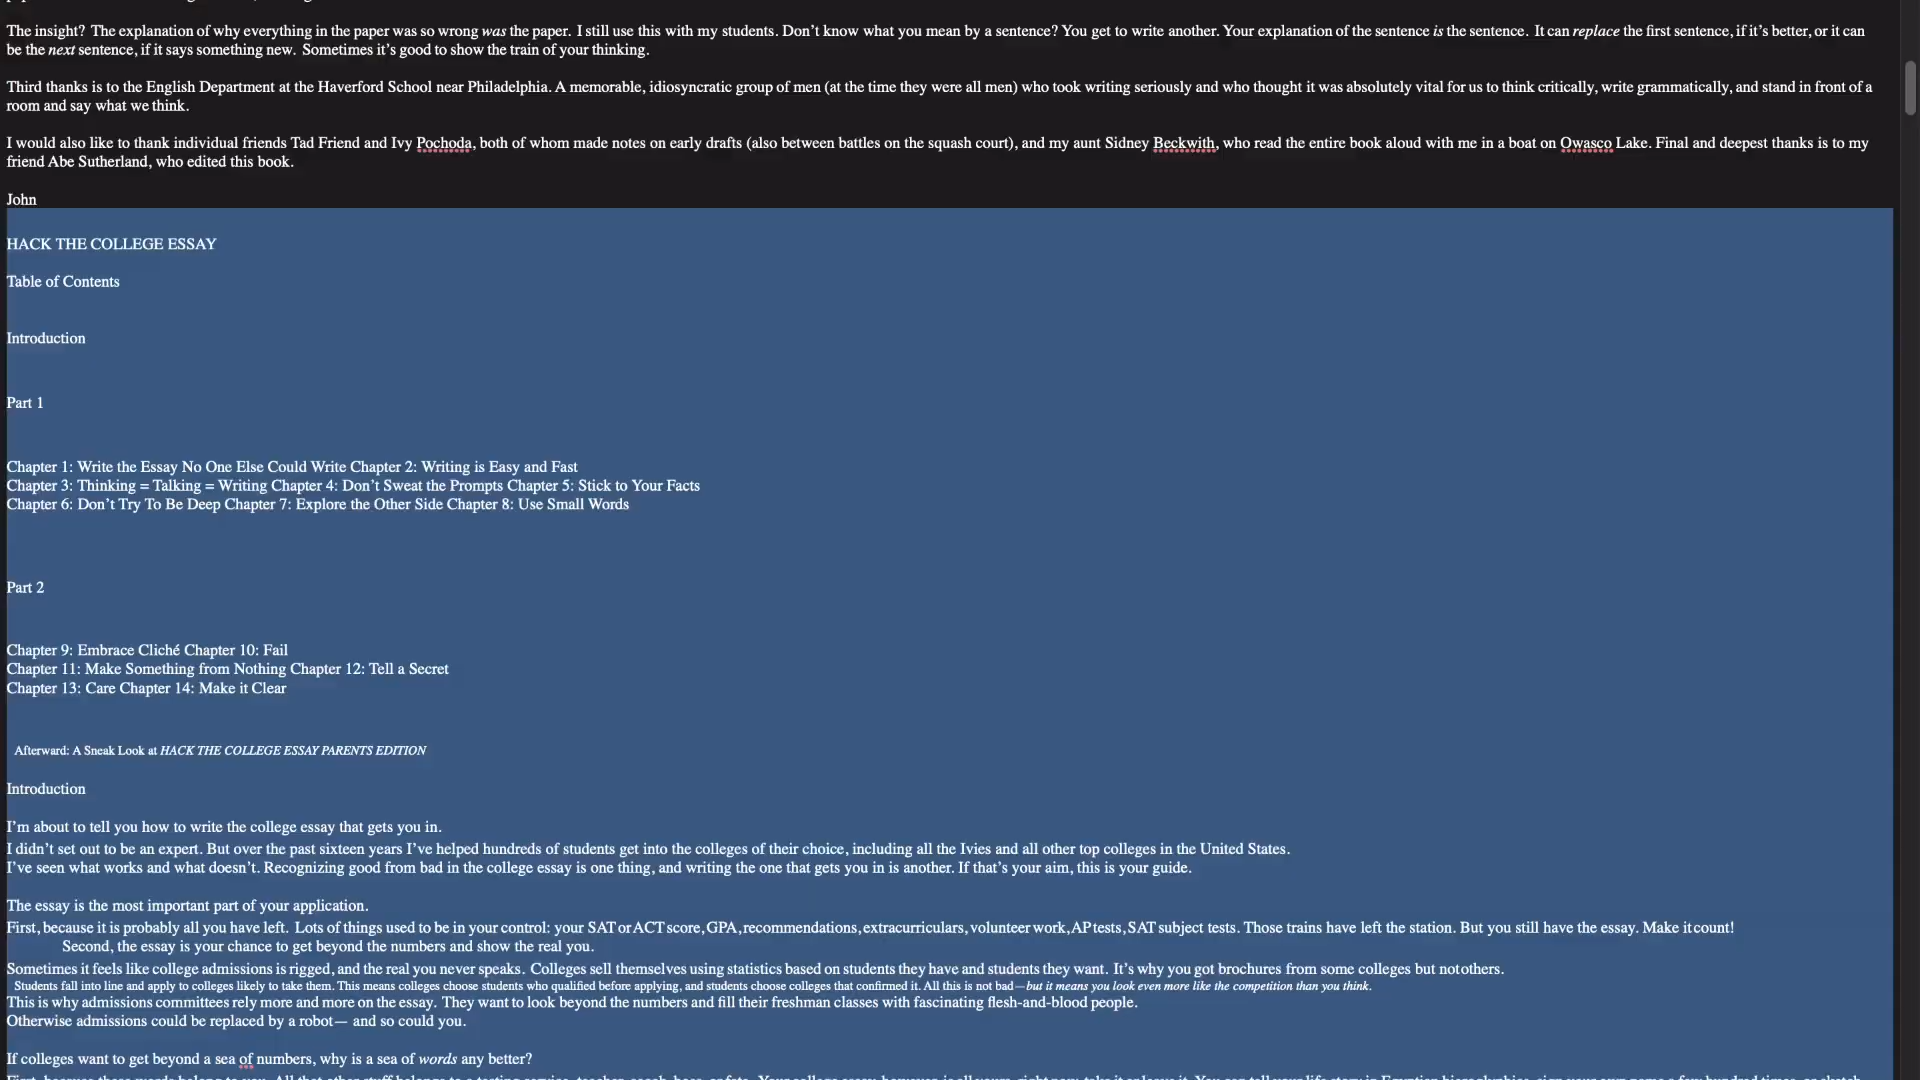 The insight? The explanation of why everything in the paper was so wrong was the paper. I still use this with my students. Don’t know what you mean by a sentence? You get to write another. Your explanation of the sentence is the sentence. It can replace the first sentence, if it’s better, or it can
be the next sentence, if it says something new. Sometimes it’s good to show the train of your thinking.
Third thanks is to the English Department at the Haverford School near Philadelphia. A memorable, idiosyncratic group of men (at the time they were all men) who took writing seriously and who thought it was absolutely vital for us to think critically, write grammatically, and stand in front of a
room and say what we think.
I would also like to thank individual friends Tad Friend and Ivy Pochoda, both of whom made notes on early drafts (also between battles on the squash court), and my aunt Sidney Beckwith, who read the entire book aloud with me in a boat on Owasco Lake. Final and deepest thanks is to my
friend Abe Sutherland, who edited this book.
John
HACK THE COLLEGE ESSAY
Table of Contents
Introduction
Part 1
Chapter 1: Write the Essay No One Else Could Write Chapter 2: Writing is Easy and Fast
Chapter 3: Thinking = Talking = Writing Chapter 4: Don’t Sweat the Prompts Chapter 5: Stick to Your Facts
Chapter 6: Don’t Try To Be Deep Chapter 7: Explore the Other Side Chapter 8: Use Small Words
Part 2
Chapter 9: Embrace Cliché Chapter 10: Fail
Chapter 11: Make Something from Nothing Chapter 12: Tell a Secret
Chapter 13: Care Chapter 14: Make it Clear
Afterward: A Sneak Look at HACK THE COLLEGE ESSAY PARENTS EDITION
Introduction
I’m about to tell you how to write the college essay that gets you in.
I didn’t set out to be an expert. But over the past sixteen years I’ve helped hundreds of students get into the colleges of their choice, including all the Ivies and all other top colleges in the United States.
I’ve seen what works and what doesn’t. Recognizing good from bad in the college essay is one thing, and writing the one that gets you in is another. If that’s your aim, this is your guide.
The essay is the most important part of your application.
First, because it is probably all you have left. Lots of things used to be in your control: your SAT or ACT score, GPA, recommendations, extracurriculars, volunteer work, AP tests, SAT subject tests. Those trains have left the station. But you still have the essay. Make it count!
Second, the essay is your chance to get beyond the numbers and show the real you.
Sometimes it feels like college admissions is rigged, and the real you never speaks. Colleges sell themselves using statistics based on students they have and students they want. It’s why you got brochures from some colleges but not others.
Students fall into line and apply to colleges likely to take them. This means colleges choose students who qualified before applying, and students choose colleges that confirmed it. All this is not bad—but it means you look even more like the competition than you think.
This is why admissions committees rely more and more on the essay. They want to look beyond the numbers and fill their freshman classes with fascinating flesh-and-blood people.
Otherwise admissions could be replaced by a robot— and so could you.
If colleges want to get beyond a sea of numbers, why is a sea of words any better?